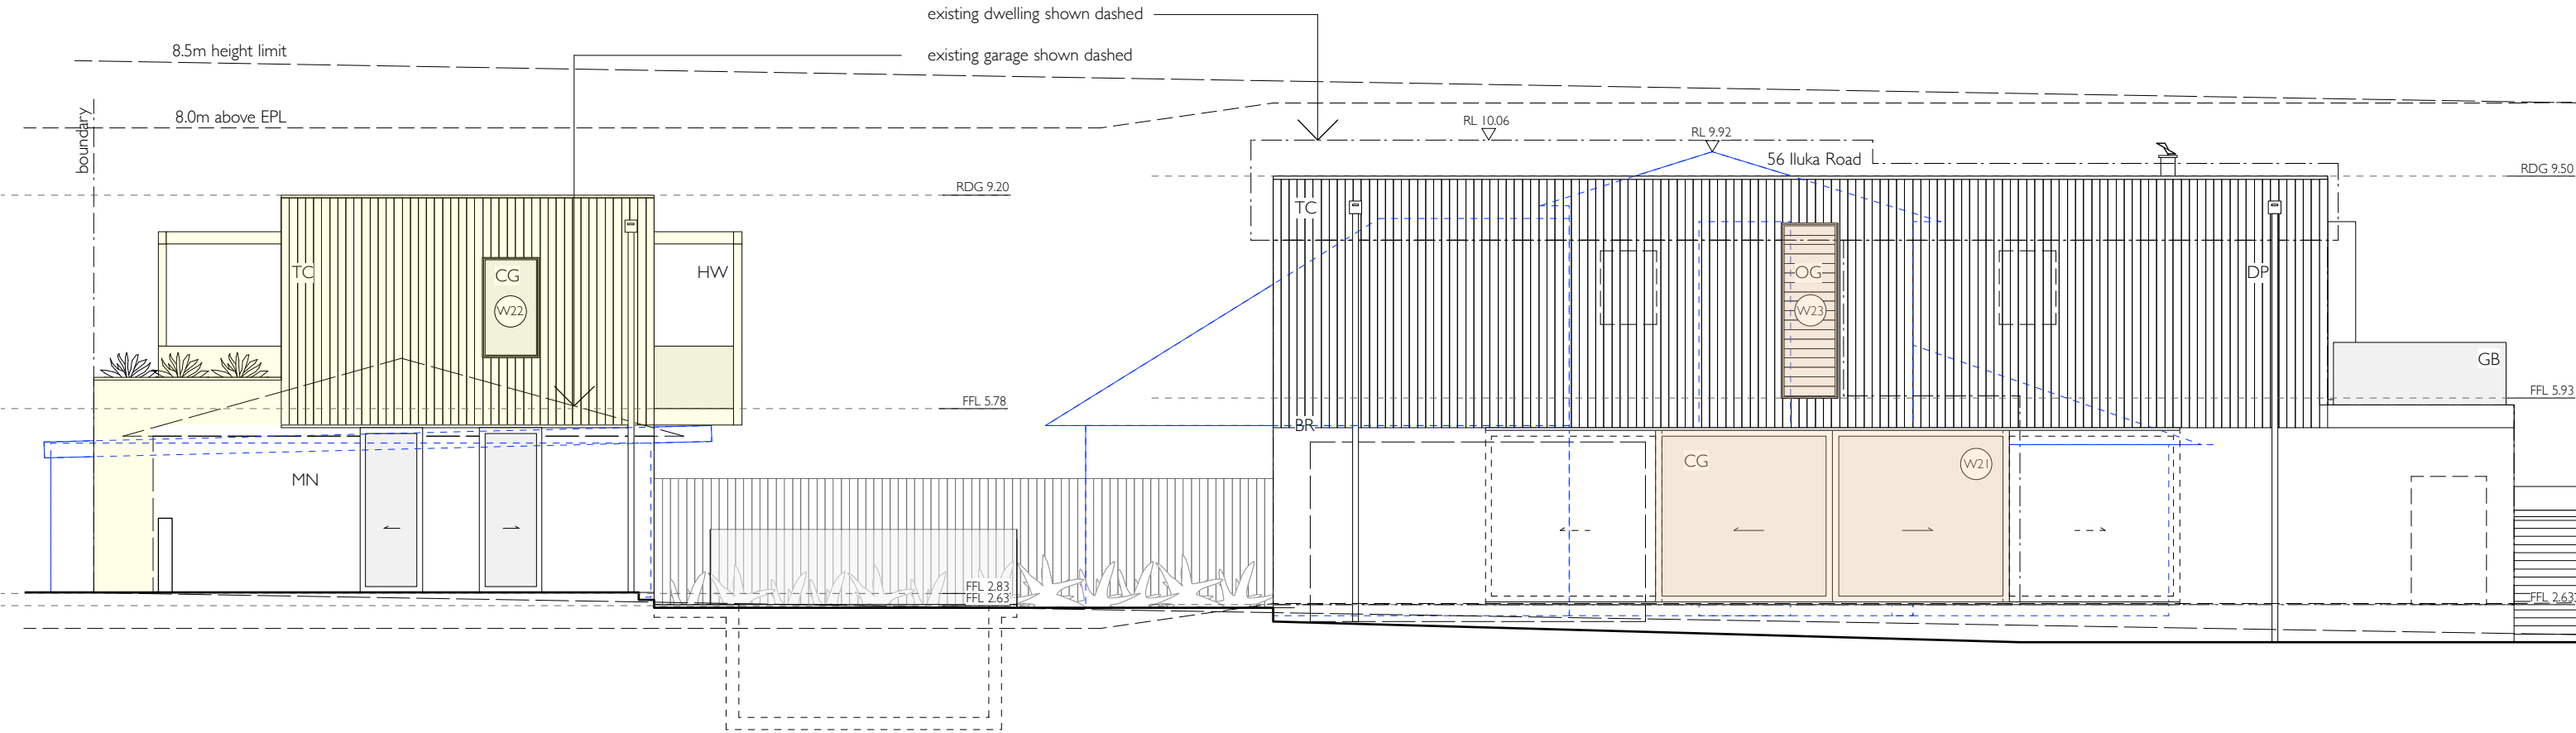 existing dwelling shown dashed
8.5m height limit
existing garage shown dashed
boundary
8.0m above EPL
RL 10.06
RL 9.92
56 Iluka Road
RDG 9.20
RDG 9.50
TC
CG
HW
W22
TC
OG
W23
DP
GB
FFL 5.78
FFL 5.93
BR
MN
CG
W21
FFL 2.83
FFL 2.63
FFL 2.63